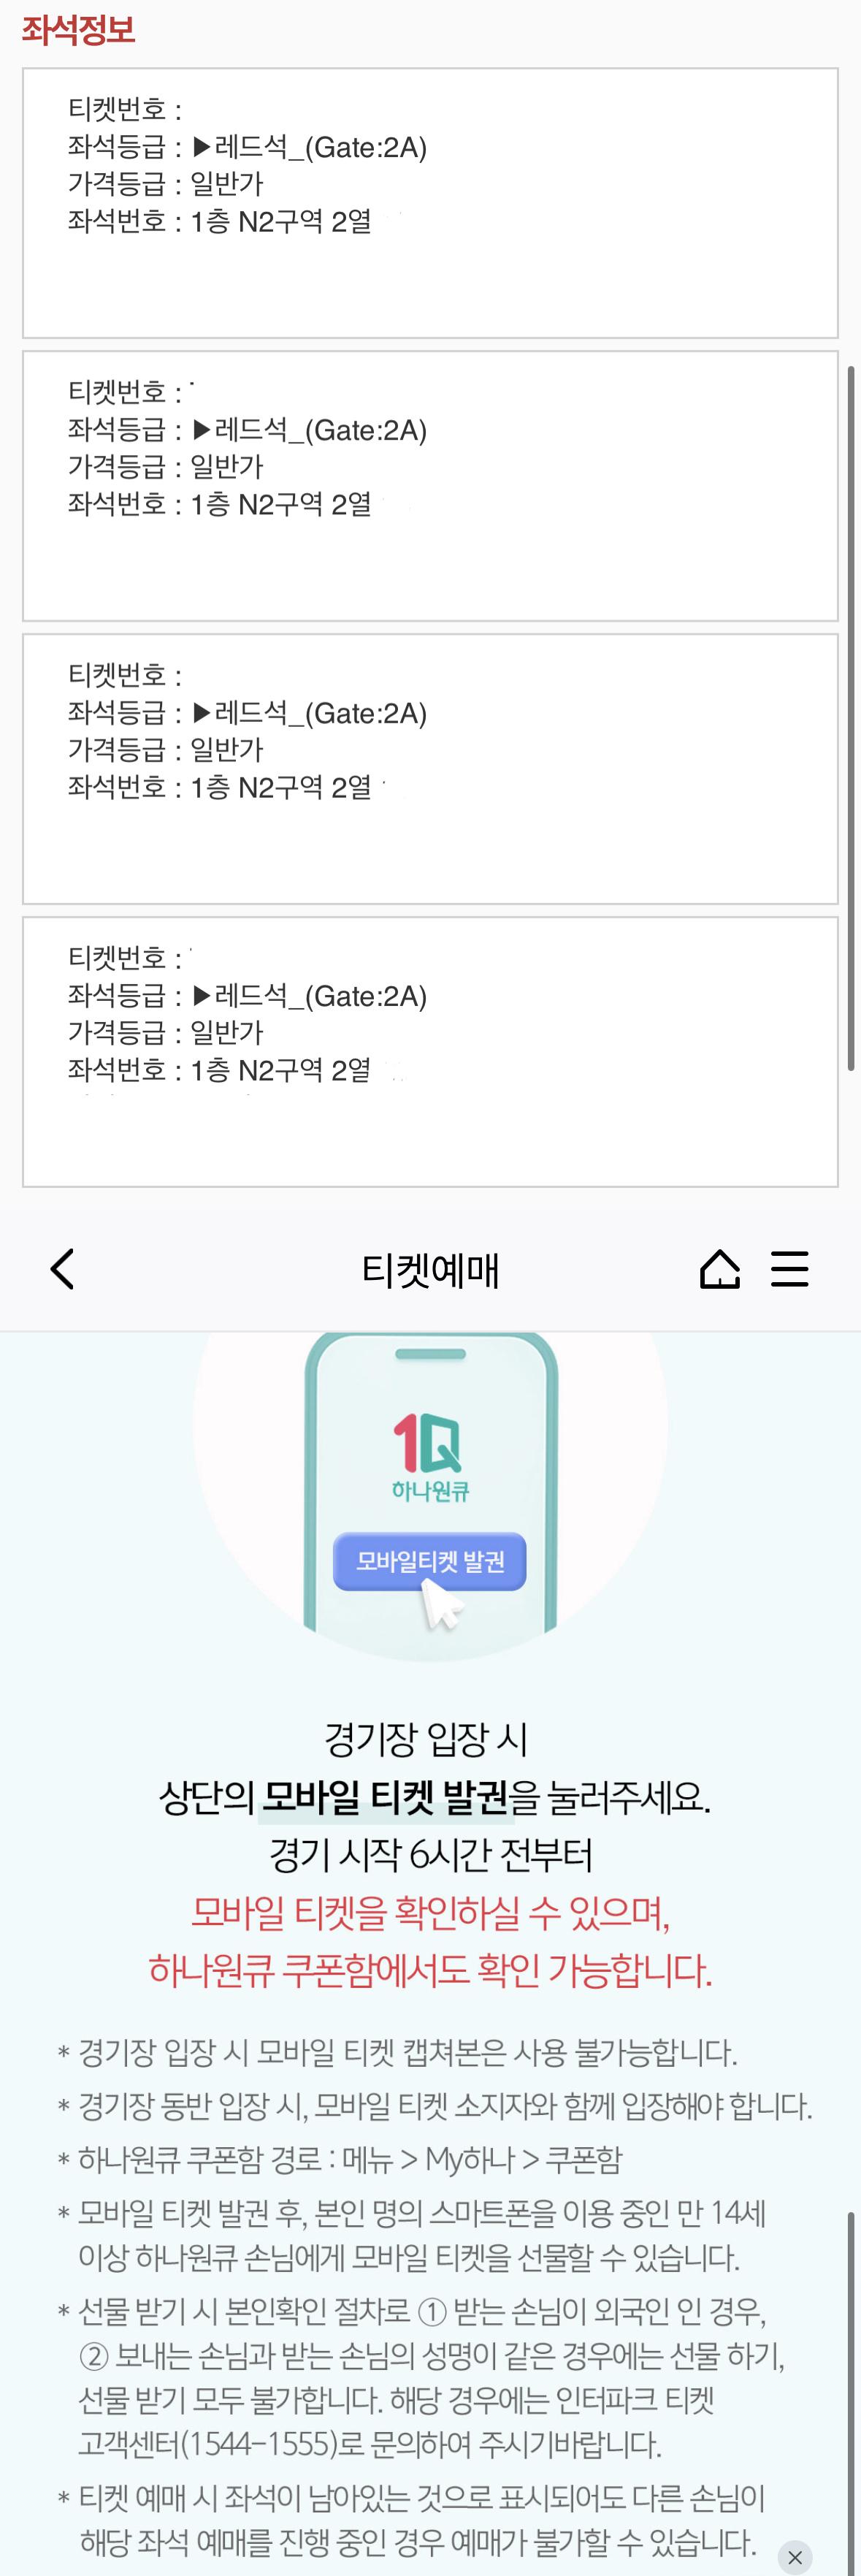 좌석정보
티켓번호 :
좌석등급 : ▶레드석_(Gate:2A)
가격등급 : 일반가
좌석번호 : 1층 N2구역 2열
티켓번호 :
좌석등급 : ▶레드석_(Gate:2A)
가격등급 : 일반가
좌석번호 : 1층 N2구역 2열
티켓번호 :
좌석등급 : ▶레드석_(Gate:2A)
가격등급 : 일반가
좌석번호 : 1층 N2구역 2열
티켓번호 :
좌석등급 : ▶레드석_(Gate:2A)
가격등급 : 일반가
좌석번호 : 1층 N2구역 2열
티켓예매
1Q
하나원큐
모바일티켓 발권
경기장 입장 시
상단의 모바일 티켓 발권을 눌러주세요.
경기 시작 6시간 전부터
모바일 티켓을 확인하실 수 있으며,
하나원큐 쿠폰함에서도 확인 가능합니다.
* 경기장 입장 시 모바일 티켓 캡쳐본은 사용 불가능합니다.
* 경기장 동반 입장 시, 모바일 티켓 소지자와 함께 입장해야 합니다.
* 하나원큐 쿠폰함 경로 : 메뉴 > My하나 > 쿠폰함
* 모바일 티켓 발권 후, 본인 명의 스마트폰을 이용 중인 만 14세
이상 하나원큐 손님에게 모바일 티켓을 선물할 수 있습니다.
* 선물 받기 시 본인확인 절차로 ① 받는 손님이 외국인 인 경우,
② 보내는 손님과 받는 손님의 성명이 같은 경우에는 선물 하기,
선물 받기 모두 불가합니다. 해당 경우에는 인터파크 티켓
고객센터(1544-1555)로 문의하여 주시기바랍니다.
* 티켓 예매 시 좌석이 남아있는 것으로 표시되어도 다른 손님이
해당 좌석 예매를 진행 중인 경우 예매가 불가할 수 있습니다.